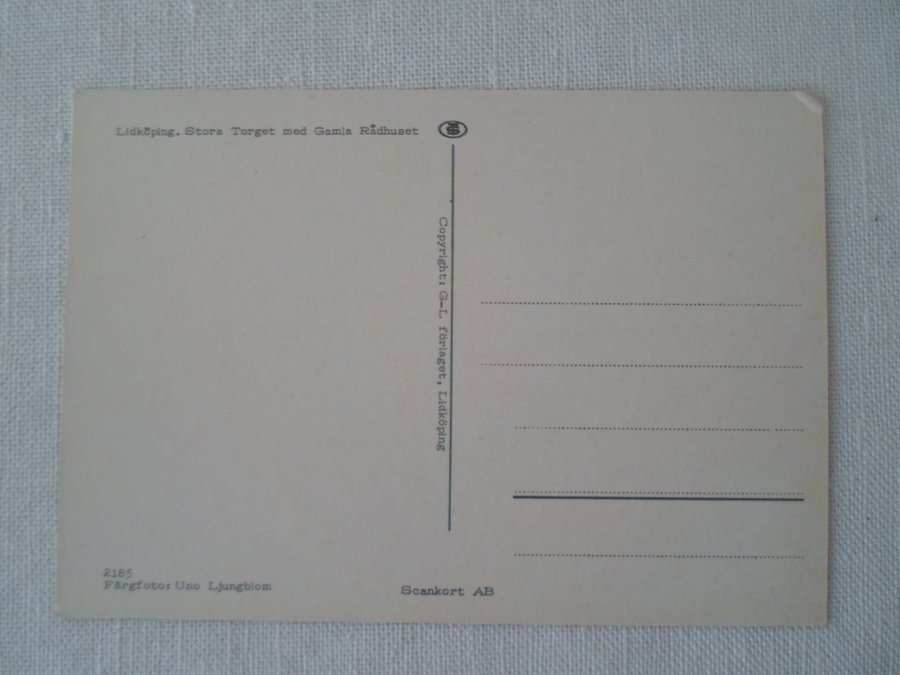 Lidköping. Stora Torget med Gamla Rådhuset
Copyright: G-L förlaget, Lidköping
2185
Färgfoto: Uno Ljungblom
Scankort AB